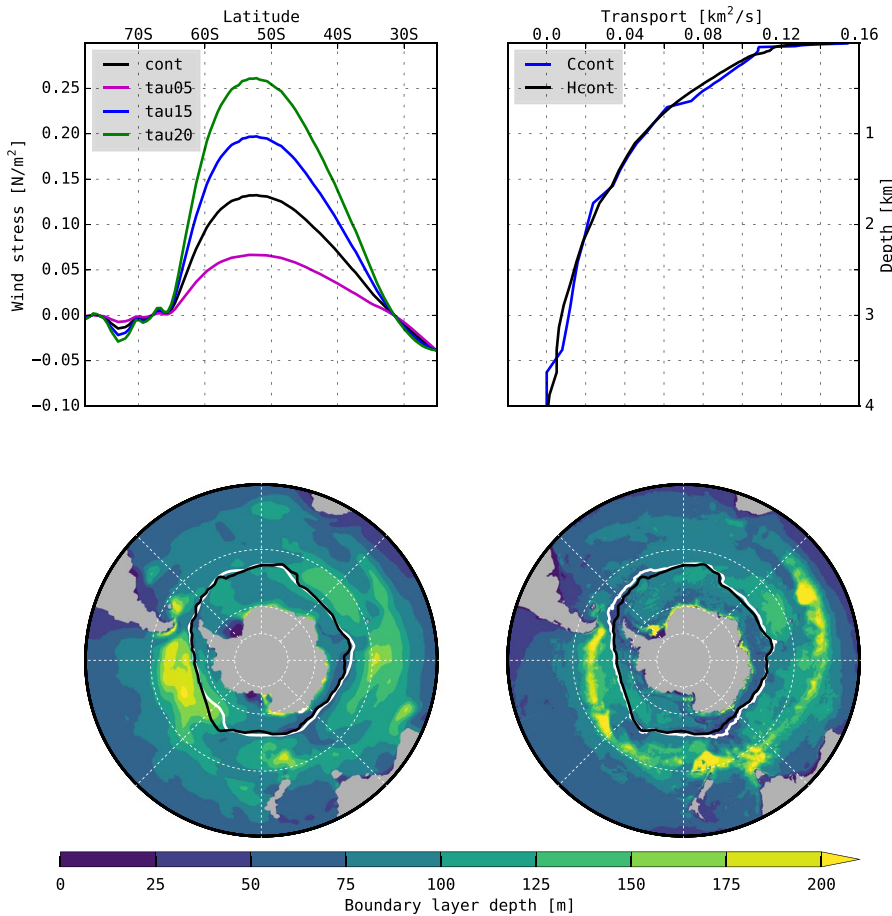 Latitude
70S 60S 50S 40S 30S
cont
tau05
tau15
tau20
Wind stress [N/m²]
0.25
0.20
0.15
0.10
0.05
0.00
−0.05
−0.10
Transport [km²/s]
0.0 0.04 0.08 0.12 0.16
Ccont
Hcont
1
2
3
4
Depth [km]
0 25 50 75 100 125 150 175 200
Boundary layer depth [m]